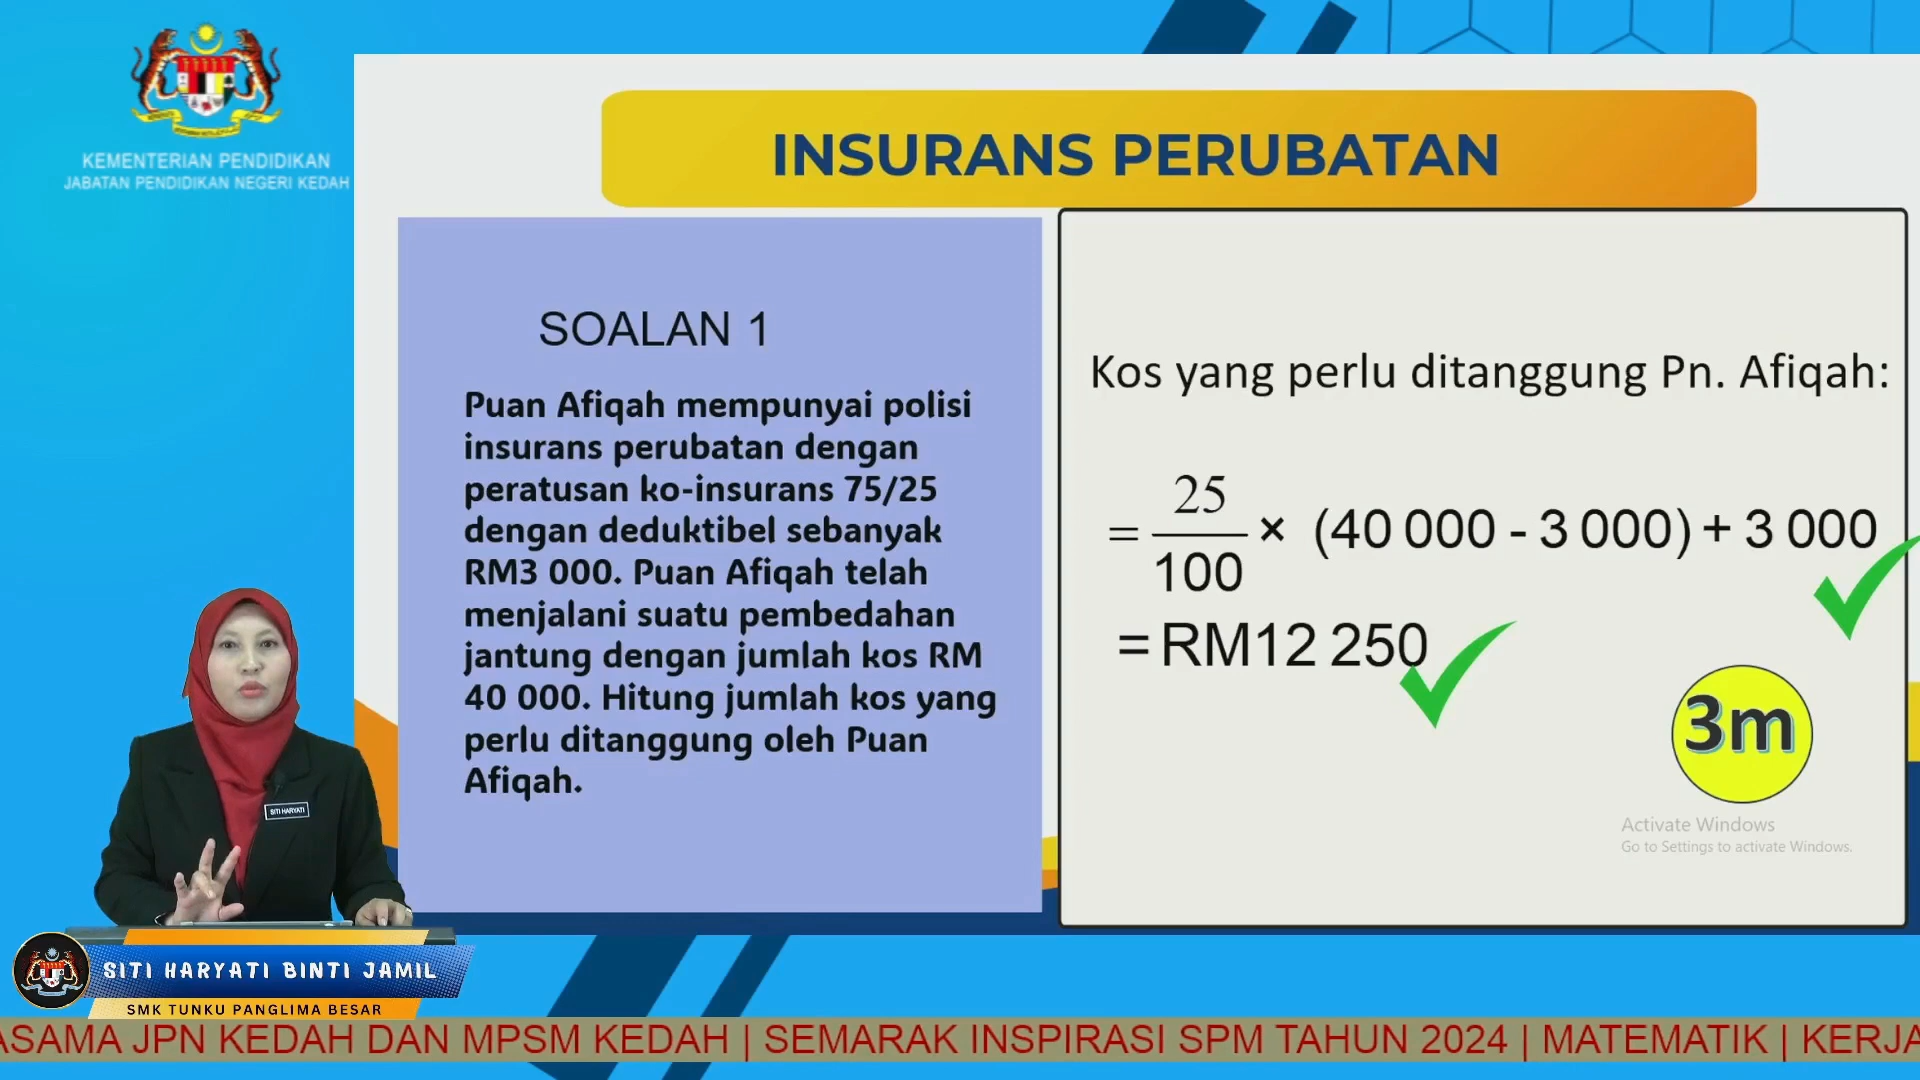 KEMENTERIAN PENDIDIKAN
JABATAN PENDIDIKAN NEGERI KEDAH
INSURANS PERUBATAN
SOALAN 1
Puan Afiqah mempunyai polisi
insurans perubatan dengan
peratusan ko-insurans 75/25
dengan deduktibel sebanyak
RM3 000. Puan Afiqah telah
menjalani suatu pembedahan
jantung dengan jumlah kos RM
40 000. Hitung jumlah kos yang
perlu ditanggung oleh Puan
Afiqah.
Kos yang perlu ditanggung Pn. Afiqah:
= 25/100 × (40 000 - 3 000) + 3 000
= RM12 250
3m
Activate Windows
Go to Settings to activate Windows.
SITI HARYATI
SITI HARYATI BINTI JAMIL
SMK TUNKU PANGLIMA BESAR
ASAMA JPN KEDAH DAN MPSM KEDAH | SEMARAK INSPIRASI SPM TAHUN 2024 | MATEMATIK | KERJA